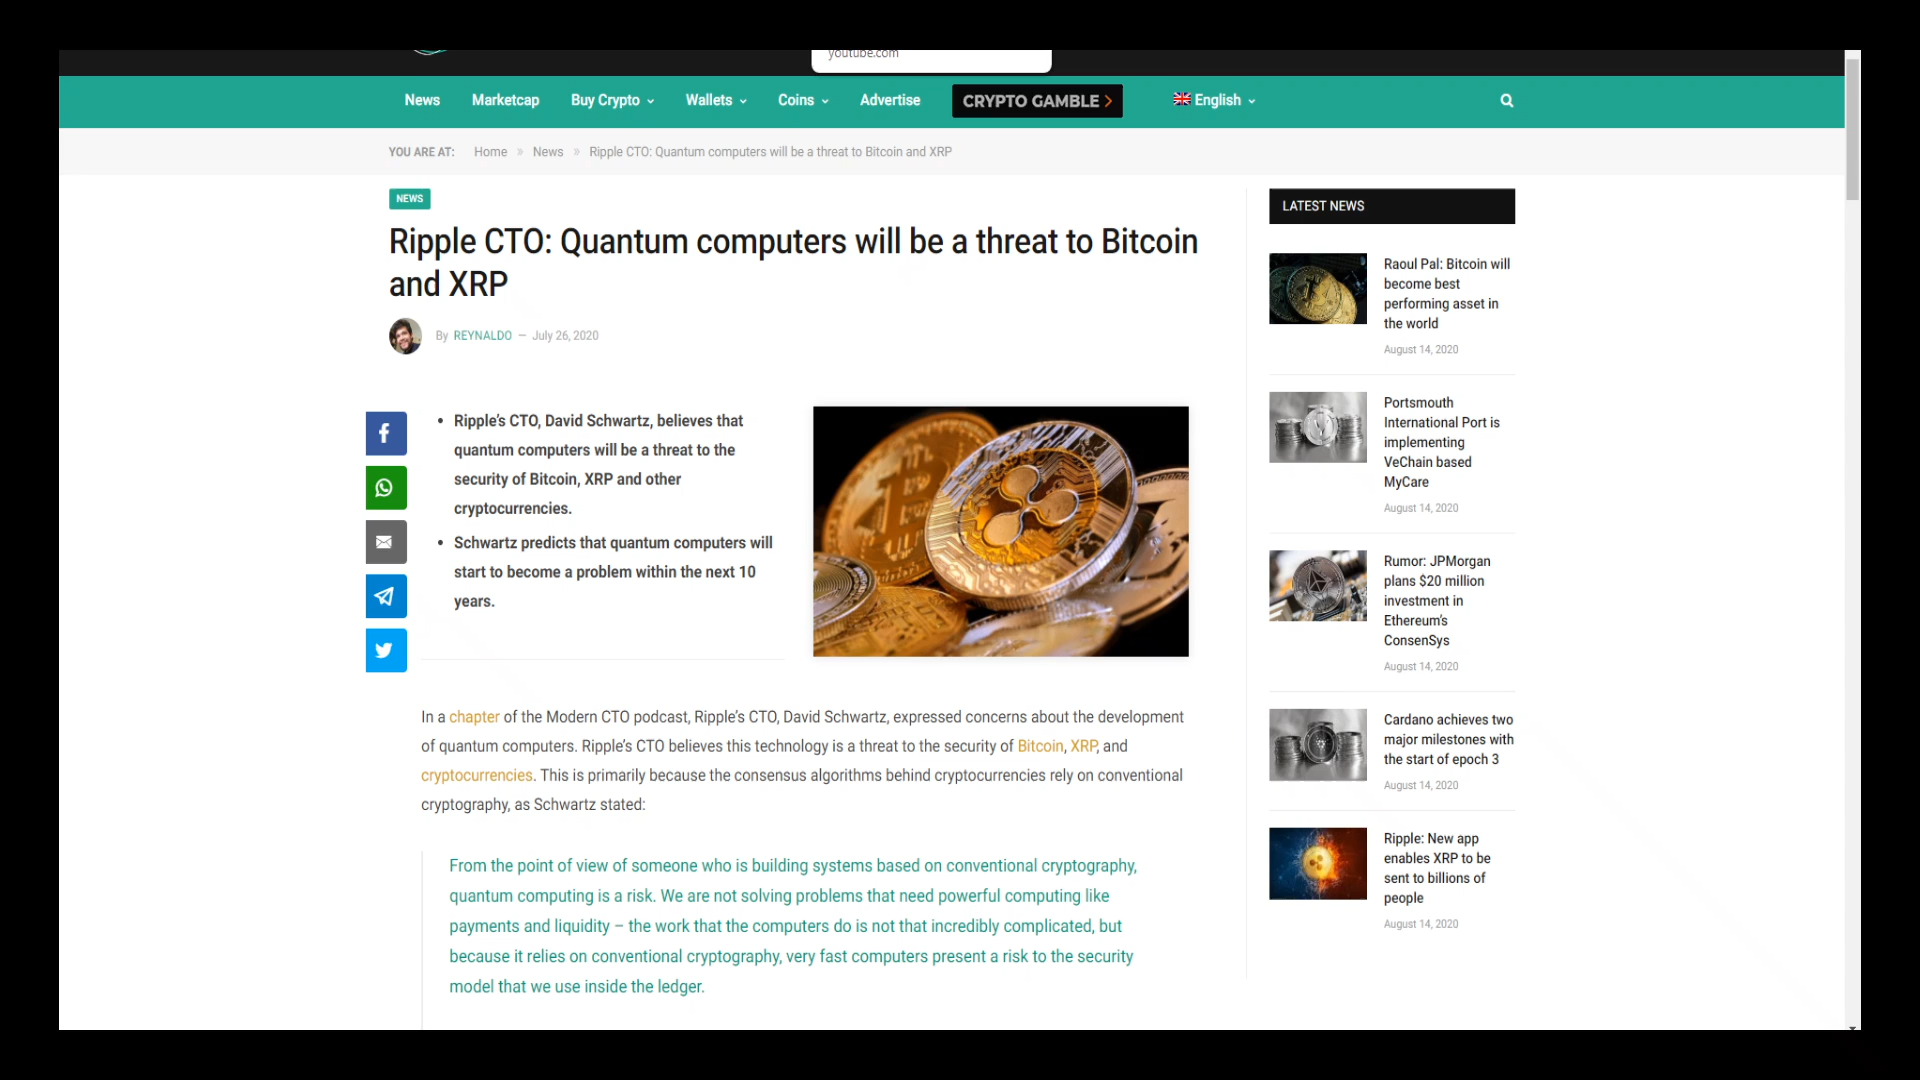 youtube.com
News Marketcap Buy Crypto Wallets Coins Advertise CRYPTO GAMBLE > English
YOU ARE AT: Home » News » Ripple CTO: Quantum computers will be a threat to Bitcoin and XRP
NEWS
Ripple CTO: Quantum computers will be a threat to Bitcoin
and XRP
By REYNALDO — July 26, 2020
• Ripple's CTO, David Schwartz, believes that
quantum computers will be a threat to the
security of Bitcoin, XRP and other
cryptocurrencies.
• Schwartz predicts that quantum computers will
start to become a problem within the next 10
years.
In a chapter of the Modern CTO podcast, Ripple's CTO, David Schwartz, expressed concerns about the development
of quantum computers. Ripple's CTO believes this technology is a threat to the security of Bitcoin, XRP, and
cryptocurrencies. This is primarily because the consensus algorithms behind cryptocurrencies rely on conventional
cryptography, as Schwartz stated:
From the point of view of someone who is building systems based on conventional cryptography,
quantum computing is a risk. We are not solving problems that need powerful computing like
payments and liquidity – the work that the computers do is not that incredibly complicated, but
because it relies on conventional cryptography, very fast computers present a risk to the security
model that we use inside the ledger.
LATEST NEWS
Raoul Pal: Bitcoin will
become best
performing asset in
the world
August 14, 2020
Portsmouth
International Port is
implementing
VeChain based
MyCare
August 14, 2020
Rumor: JPMorgan
plans $20 million
investment in
Ethereum's
ConsenSys
August 14, 2020
Cardano achieves two
major milestones with
the start of epoch 3
August 14, 2020
Ripple: New app
enables XRP to be
sent to billions of
people
August 14, 2020